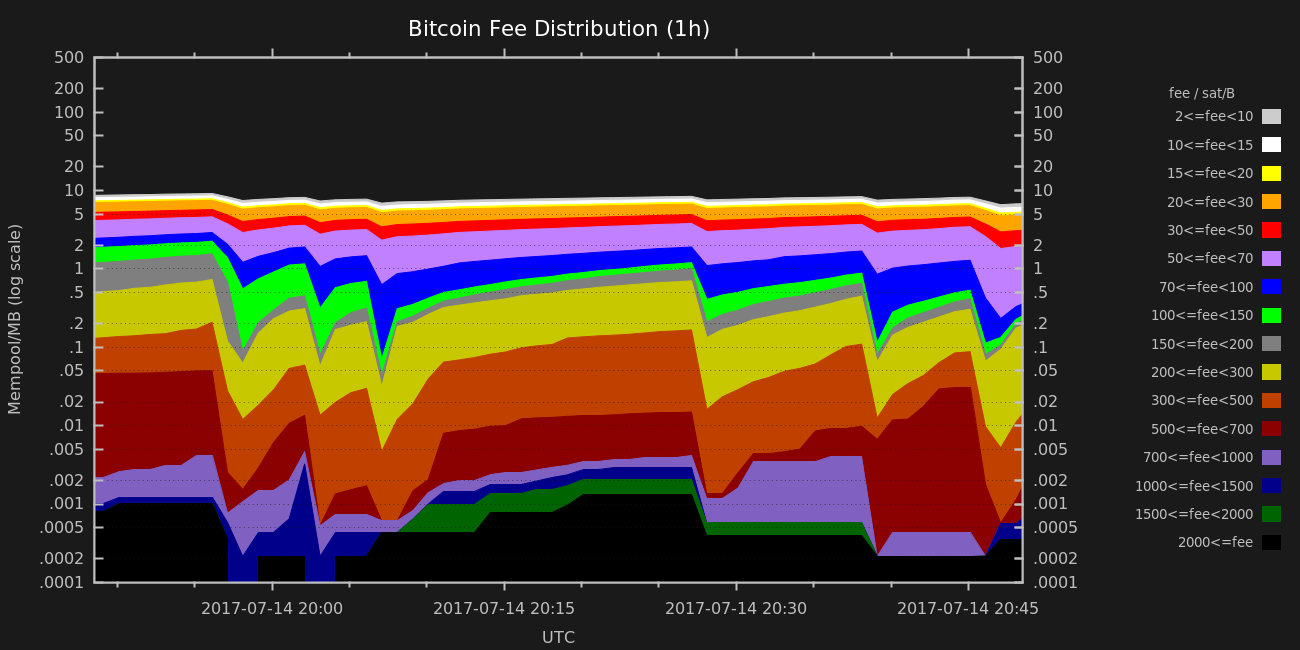 Bitcoin Fee Distribution (1h)
Mempool/MB (log scale)
500
200
100
50
20
10
5
2
1
.5
.2
.1
.05
.02
.01
.005
.002
.001
.0005
.0002
.0001
500
200
100
50
20
10
5
2
1
.5
.2
.1
.05
.02
.01
.005
.002
.001
.0005
.0002
.0001
2017-07-14 20:00
2017-07-14 20:15
2017-07-14 20:30
2017-07-14 20:45
UTC
fee / sat/B
2<=fee<10
10<=fee<15
15<=fee<20
20<=fee<30
30<=fee<50
50<=fee<70
70<=fee<100
100<=fee<150
150<=fee<200
200<=fee<300
300<=fee<500
500<=fee<700
700<=fee<1000
1000<=fee<1500
1500<=fee<2000
2000<=fee